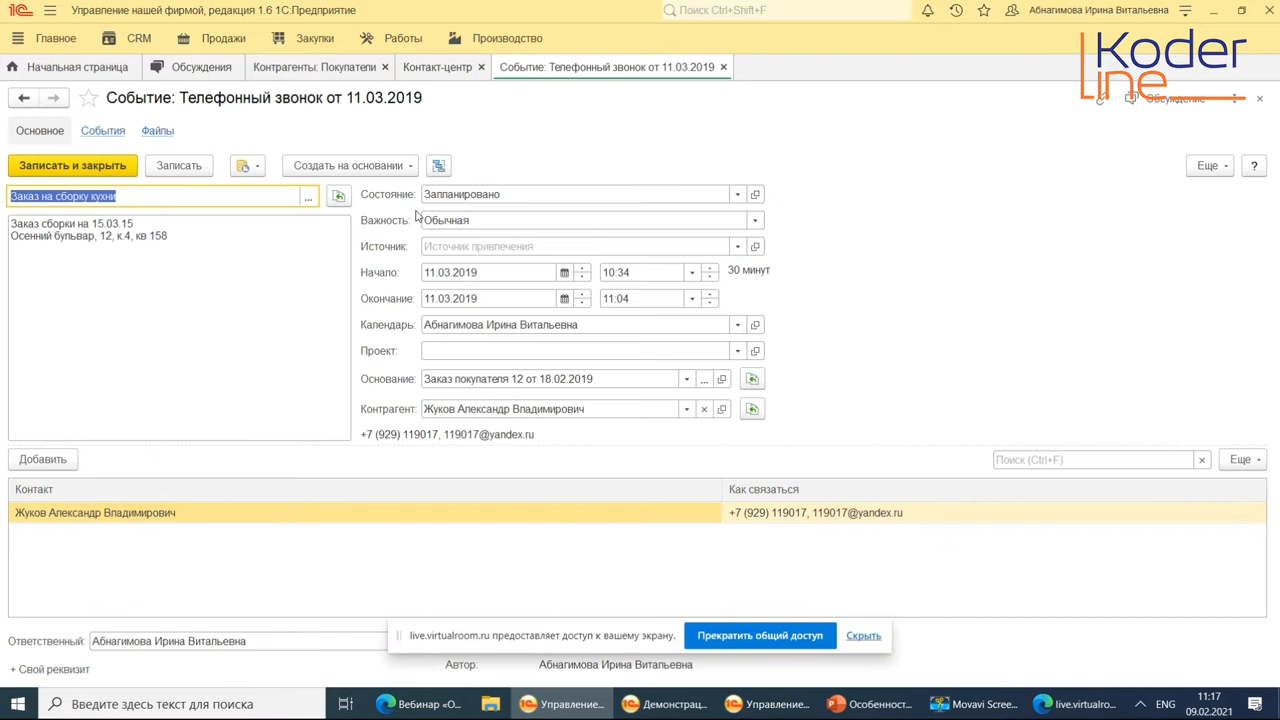 Управление нашей фирмой, редакция 1.6 1С:Предприятие
Поиск Ctrl+Shift+F
Абнагимова Ирина Витальевна
Главное
CRM
Продажи
Закупки
Работы
Производство
Koder
line
Начальная страница
Обсуждения
Контрагенты: Покупатели ×
Контакт-центр ×
Событие: Телефонный звонок от 11.03.2019 ×
Событие: Телефонный звонок от 11.03.2019
Обсуждение
Основное
События
Файлы
Записать и закрыть
Записать
Создать на основании
Еще
?
Заказ на сборку кухни
...
Заказ сборки на 15.03.15
Осенний бульвар, 12, к.4, кв 158
Состояние: Запланировано
Важность: Обычная
Источник: Источник привлечения
Начало: 11.03.2019 10:34 30 минут
Окончание: 11.03.2019 11:04
Календарь: Абнагимова Ирина Витальевна
Проект:
Основание: Заказ покупателя 12 от 18.02.2019 ...
Контрагент: Жуков Александр Владимирович
+7 (929) 119017, 119017@yandex.ru
Добавить
Поиск (Ctrl+F) ×
Еще
Контакт
Как связаться
Жуков Александр Владимирович
+7 (929) 119017, 119017@yandex.ru
Ответственный: Абнагимова Ирина Витальевна
live.virtualroom.ru предоставляет доступ к вашему экрану.
Прекратить общий доступ
Скрыть
+ Свой реквизит
Автор: Абнагимова Ирина Витальевна
Введите здесь текст для поиска
Вебинар «О...
Управление...
Демонстрац...
Управление...
Особенност...
Movavi Scree...
live.virtualro...
ENG
11:17
09.02.2021